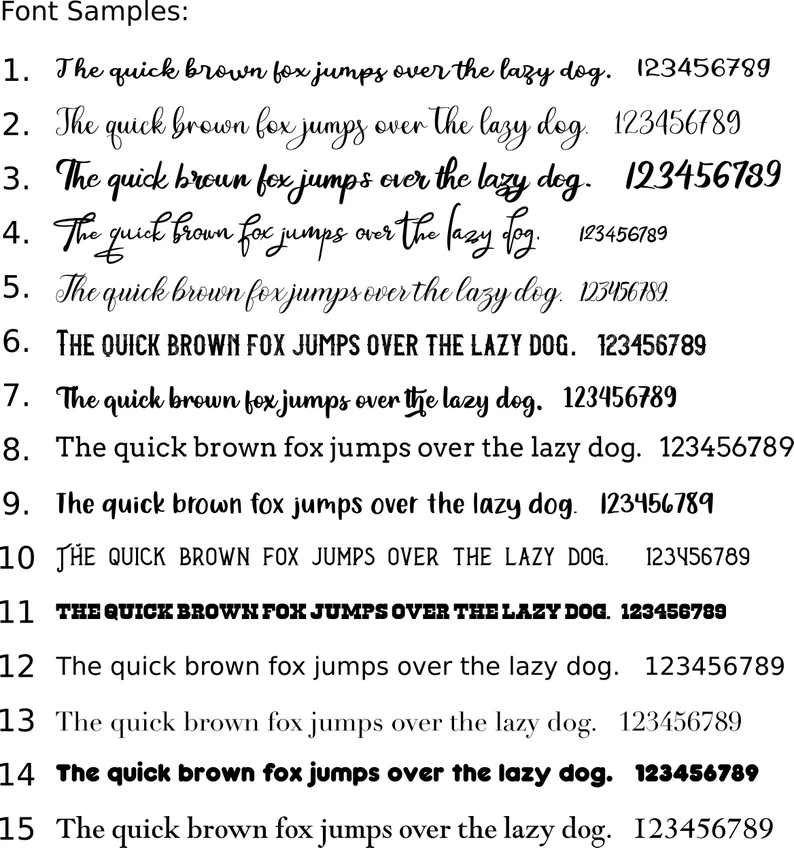 Font Samples:
1. The quick brown fox jumps over the lazy dog. 123456789
2. The quick brown fox jumps over the lazy dog. 123456789
3. The quick brown fox jumps over the lazy dog. 123456789
4. The quick brown fox jumps over the lazy dog. 123456789
5. The quick brown fox jumps over the lazy dog. 123456789.
6. THE QUICK BROWN FOX JUMPS OVER THE LAZY DOG. 123456789
7. The quick brown fox jumps over the lazy dog. 123456789
8. The quick brown fox jumps over the lazy dog. 123456789
9. The quick brown fox jumps over the lazy dog. 123456789
10 THE QUICK BROWN FOX JUMPS OVER THE LAZY DOG. 123456789
11 THE QUICK BROWN FOX JUMPS OVER THE LAZY DOG. 123456789
12 The quick brown fox jumps over the lazy dog. 123456789
13 The quick brown fox jumps over the lazy dog. 123456789
14 The quick brown fox jumps over the lazy dog. 123456789
15 The quick brown fox jumps over the lazy dog. 123456789